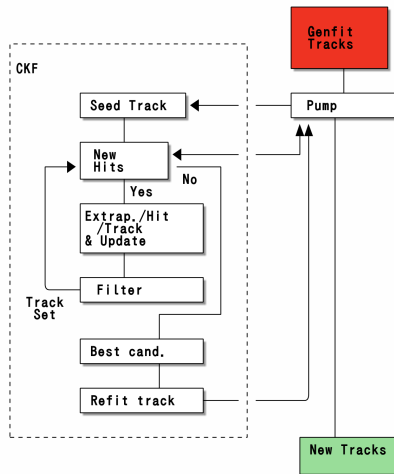 Genfit
Tracks
CKF
Seed Track
Pump
New
Hits
No
Yes
Extrap./Hit
/Track
& Update
Filter
Track
Set
Best cand.
Refit track
New Tracks